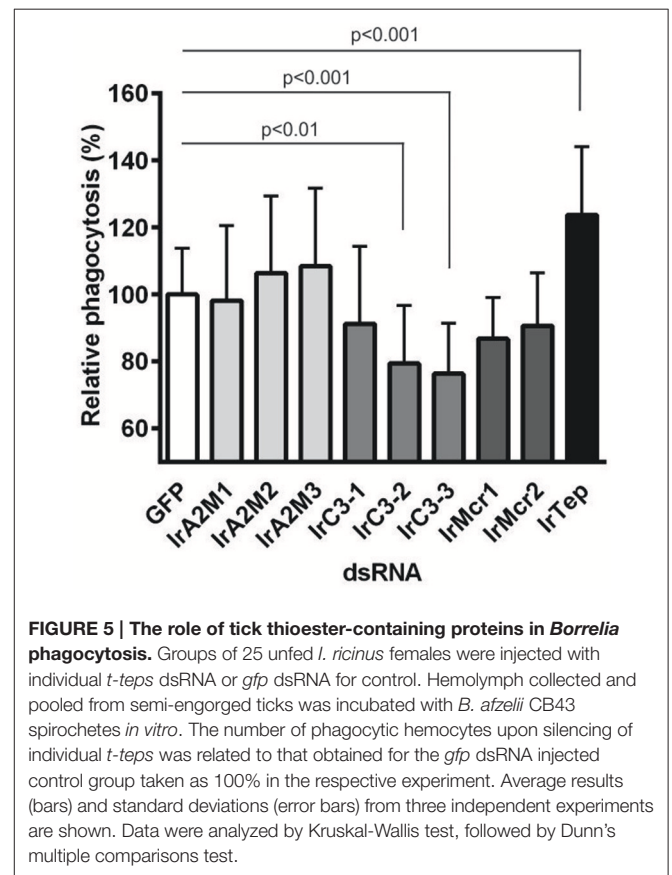 p<0.001
p<0.001
p<0.01
Relative phagocytosis (%)
160
140
120
100
80
60
GFP
IrA2M1
IrA2M2
IrA2M3
IrC3-1
IrC3-2
IrC3-3
IrMcr1
IrMcr2
IrTep
dsRNA
FIGURE 5 | The role of tick thioester-containing proteins in Borrelia
phagocytosis. Groups of 25 unfed I. ricinus females were injected with
individual t-teps dsRNA or gfp dsRNA for control. Hemolymph collected and
pooled from semi-engorged ticks was incubated with B. afzelii CB43
spirochetes in vitro. The number of phagocytic hemocytes upon silencing of
individual t-teps was related to that obtained for the gfp dsRNA injected
control group taken as 100% in the respective experiment. Average results
(bars) and standard deviations (error bars) from three independent experiments
are shown. Data were analyzed by Kruskal-Wallis test, followed by Dunn's
multiple comparisons test.